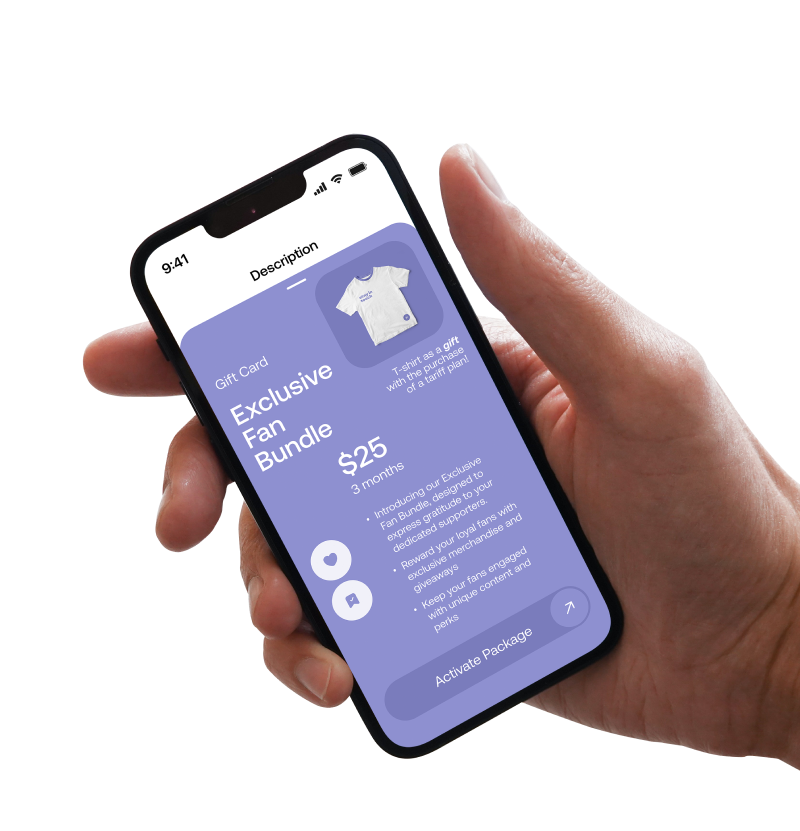 9:41
Description
Gift Card
Exclusive
Fan
Bundle
T-shirt as a gift
with the purchase
of a tariff plan!
$25
3 months
• Introducing our Exclusive
Fan Bundle, designed to
express gratitude to your
dedicated supporters.
• Reward your loyal fans with
exclusive merchandise and
giveaways
• Keep your fans engaged
with unique content and
perks
Activate Package